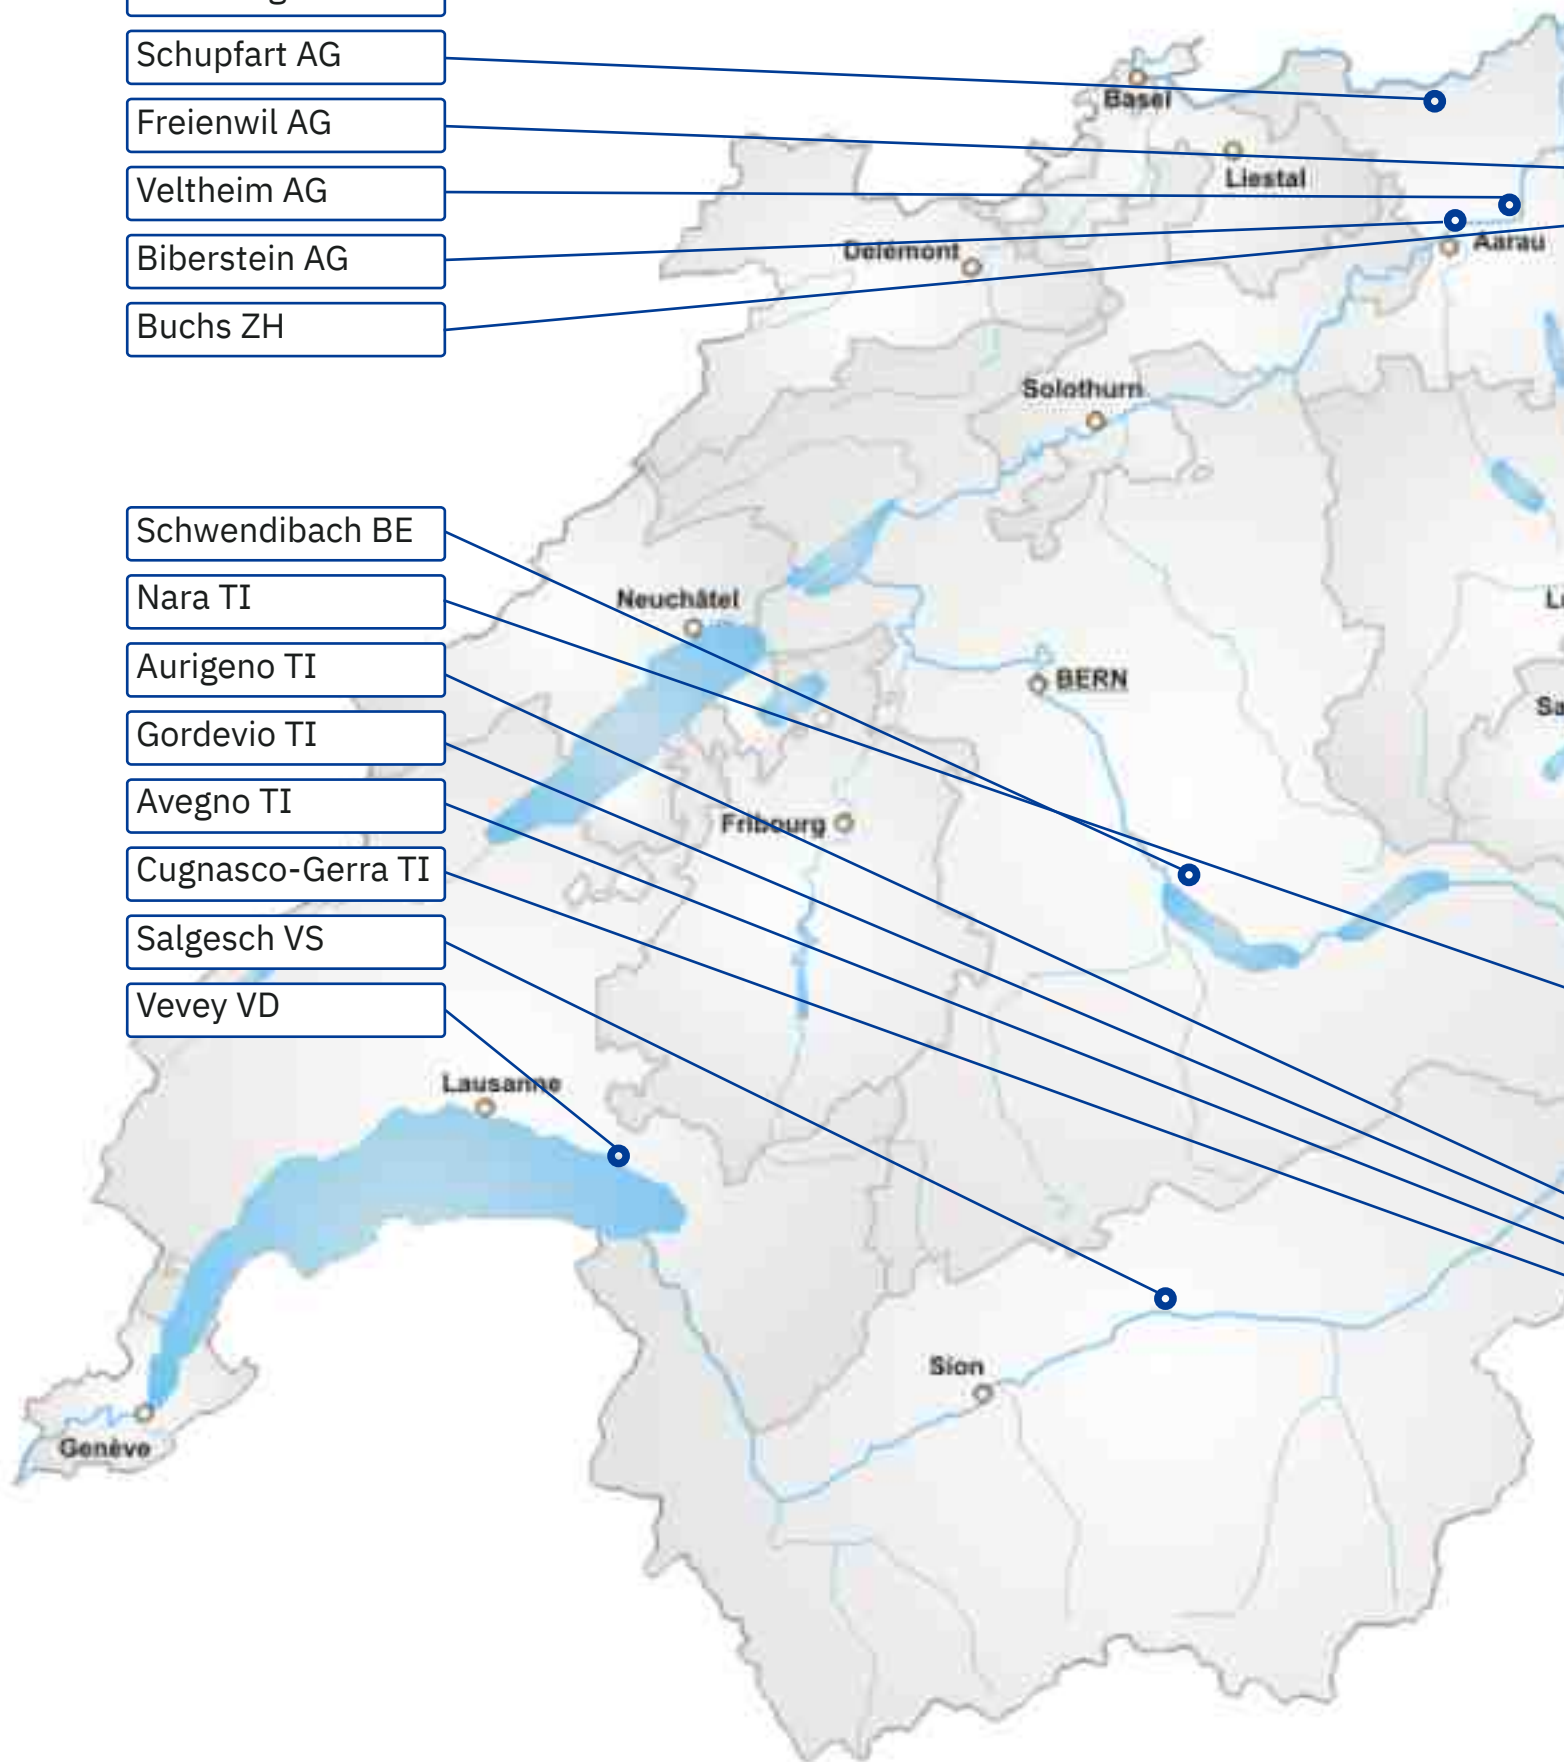 Schupfart AG
Freienwil AG
Veltheim AG
Biberstein AG
Buchs ZH
Schwendibach BE
Nara TI
Aurigeno TI
Gordevio TI
Avegno TI
Cugnasco-Gerra TI
Salgesch VS
Vevey VD
Basel
Liestal
Delémont
Aarau
Solothurn
Neuchâtel
BERN
Fribourg
Lausanne
Sion
Genève